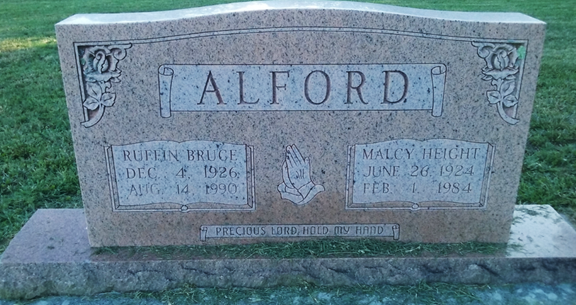 ALFORD
RUFFIN BRUCE
DEC. 4, 1926
AUG. 14, 1990
MALCY HEIGHT
JUNE 26, 1924
FEB. 4, 1984
PRECIOUS LORD, HOLD MY HAND